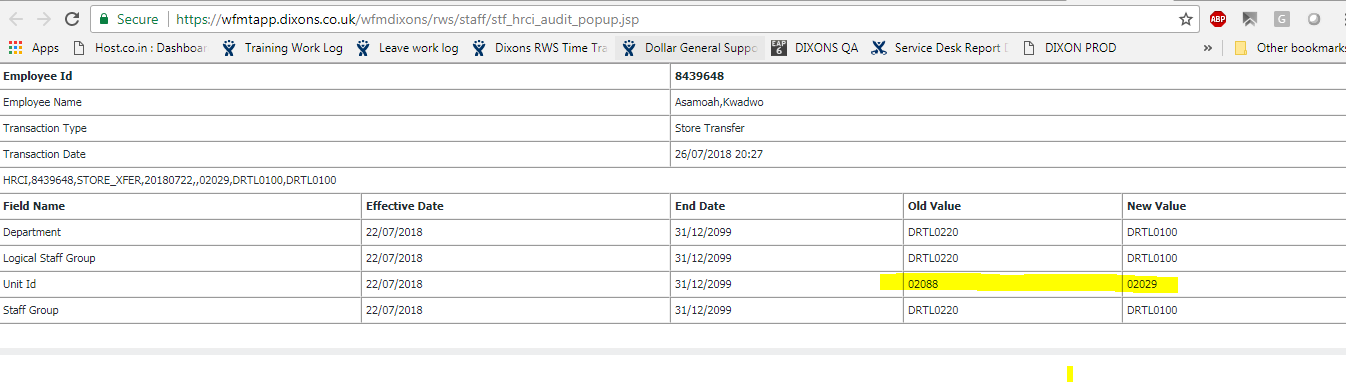 Secure | https://wfmtapp.dixons.co.uk/wfmdixons/rws/staff/stf_hrci_audit_popup.jsp ABP G
Apps Host.co.in : Dashboar Training Work Log Leave work log Dixons RWS Time Tra Dollar General Suppo EAP 6 DIXONS QA Service Desk Report D DIXON PROD » Other bookmarks
Employee Id 8439648
Employee Name Asamoah,Kwadwo
Transaction Type Store Transfer
Transaction Date 26/07/2018 20:27
HRCI,8439648,STORE_XFER,20180722,,02029,DRTL0100,DRTL0100
Field Name Effective Date End Date Old Value New Value
Department 22/07/2018 31/12/2099 DRTL0220 DRTL0100
Logical Staff Group 22/07/2018 31/12/2099 DRTL0220 DRTL0100
Unit Id 22/07/2018 31/12/2099 02088 02029
Staff Group 22/07/2018 31/12/2099 DRTL0220 DRTL0100